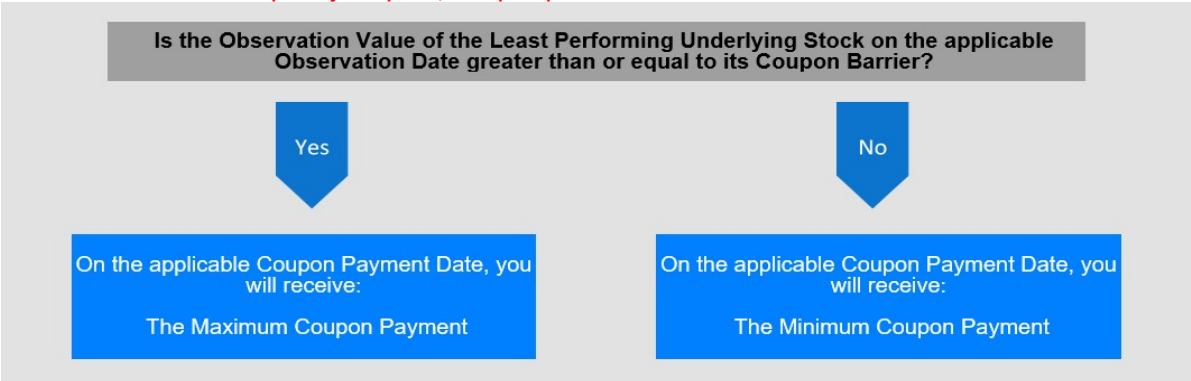 Is the Observation Value of the Least Performing Underlying Stock on the applicable
Observation Date greater than or equal to its Coupon Barrier?
Yes
No
On the applicable Coupon Payment Date, you
will receive:
The Maximum Coupon Payment
On the applicable Coupon Payment Date, you
will receive:
The Minimum Coupon Payment